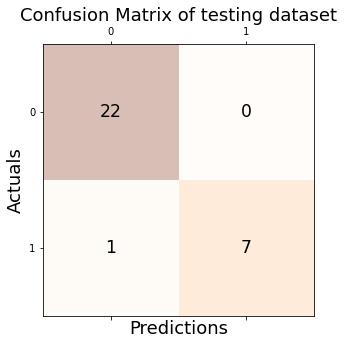 Confusion Matrix of testing dataset
0 1
0 22 0
Actuals
1 1 7
Predictions